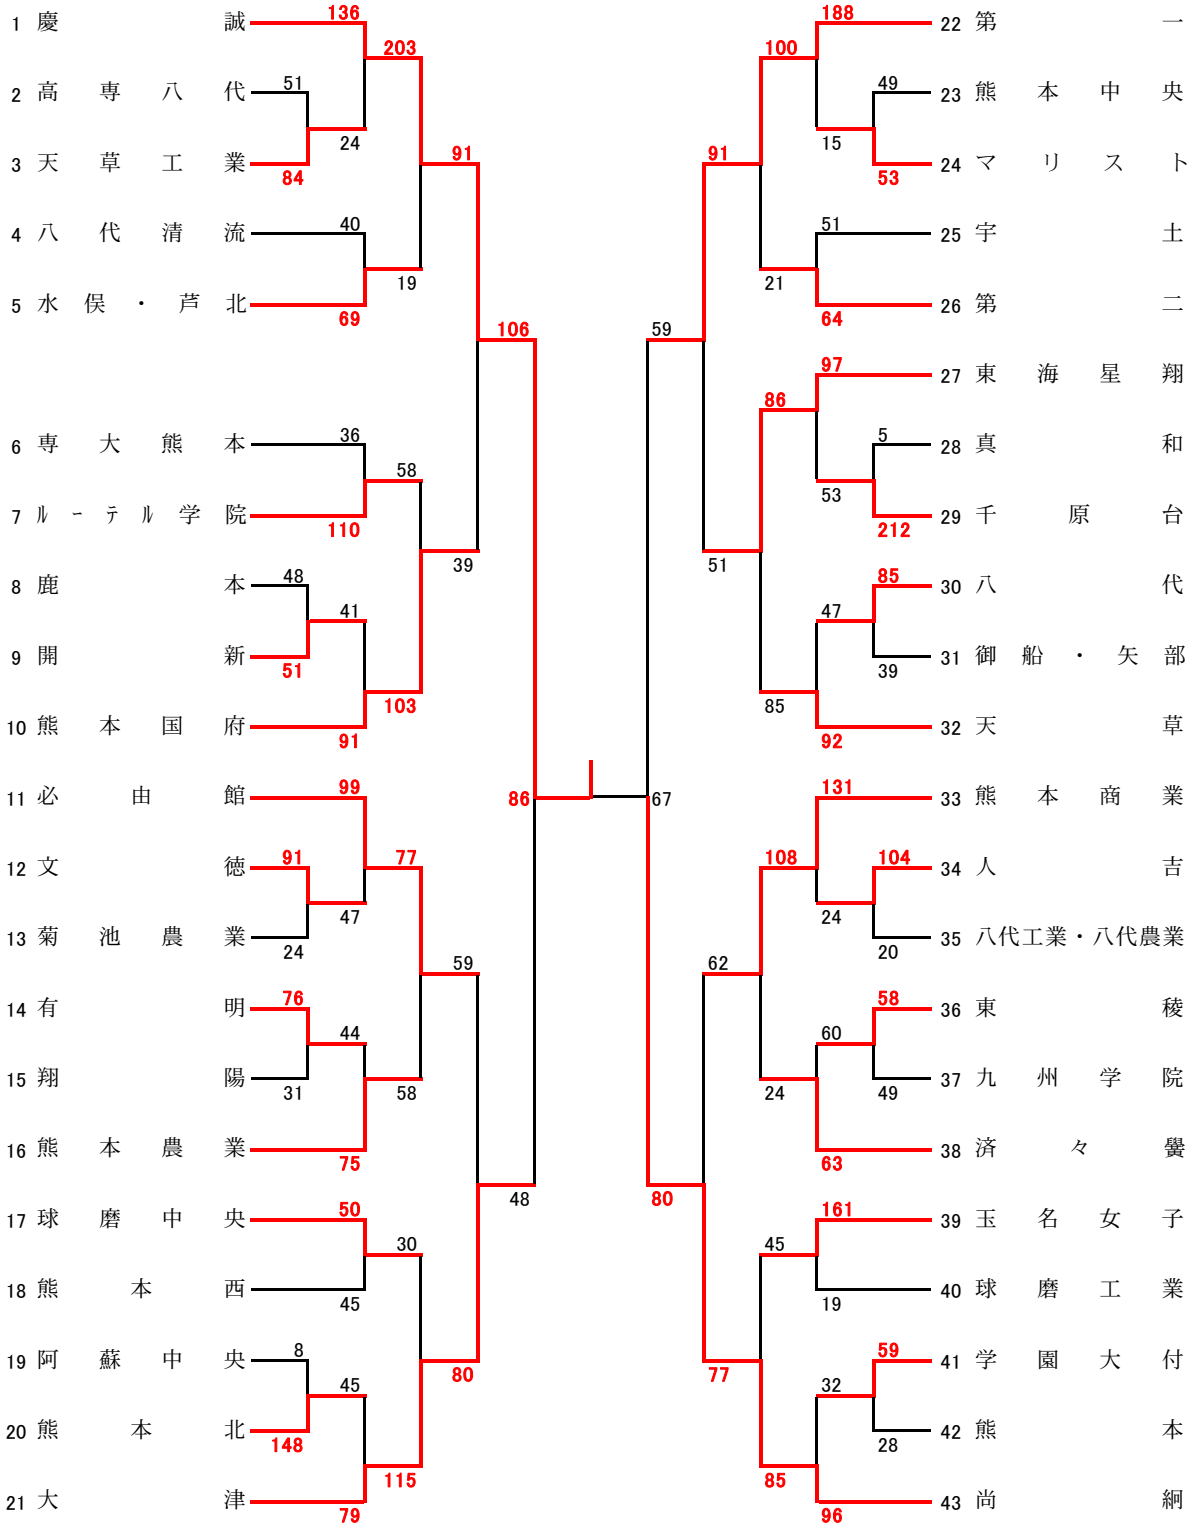 136
1 慶誠
203
51
2 高専八代
24
3 天草工業
84
91
40
4 八代清流
19
5 水俣・芦北
69
106
36
6 専大熊本
58
7 ﾙｰﾃﾙ学院
110
39
48
8 鹿本
41
9 開新
51
103
10 熊本国府
91
99
11 必由館
86
91
77
12 文徳
47
13 菊池農業
24
59
76
14 有明
44
15 翔陽
31
58
16 熊本農業
75
48
50
17 球磨中央
30
18 熊本西
45
8
19 阿蘇中央
80
45
20 熊本北
148
115
21 大津
79
188
22 第一
100
49
23 熊本中央
15
24 マリスト
53
91
51
25 宇土
21
26 第二
64
59
97
27 東海星翔
86
5
28 真和
53
29 千原台
212
51
85
30 八代
47
31 御船・矢部
39
85
32 天草
92
131
33 熊本商業
67
108
104
34 人吉
24
35 八代工業・八代農業
20
62
58
36 東稜
60
37 九州学院
49
24
38 済々黌
63
80
161
39 玉名女子
45
40 球磨工業
19
59
41 学園大付
77
32
42 熊本
28
85
43 尚絅
96